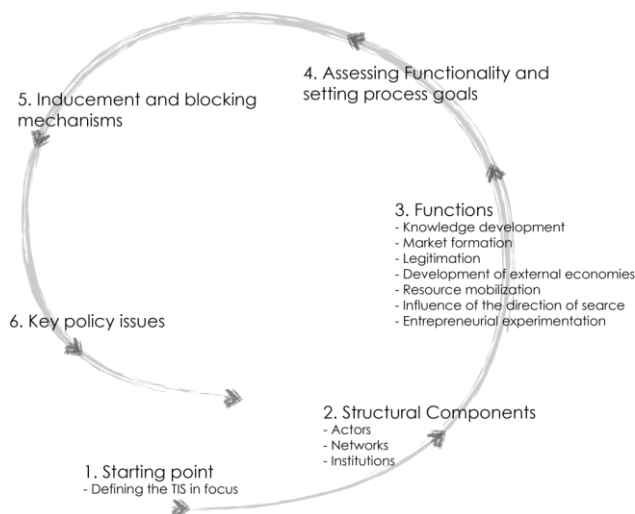 1. Starting point
- Defining the TIS in focus
2. Structural Components
- Actors
- Networks
- Institutions
3. Functions
- Knowledge development
- Market formation
- Legitimation
- Development of external economies
- Resource mobilization
- Influence of the direction of searce
- Entrepreneurial experimentation
4. Assessing Functionality and
setting process goals
5. Inducement and blocking
mechanisms
6. Key policy issues